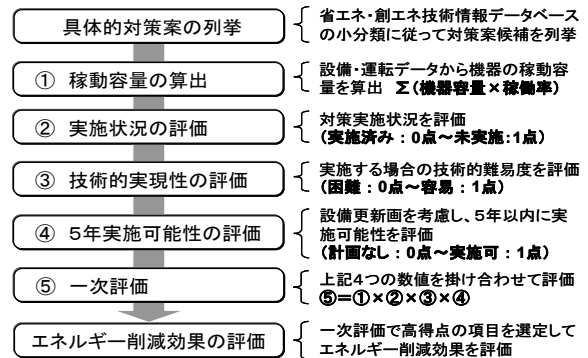 具体的対策案の列挙
省エネ・創エネ技術情報データベース
の小分類に従って対策案候補を列挙
① 稼動容量の算出
設備・運転データから機器の稼動容
量を算出 Σ(機器容量×稼働率)
② 実施状況の評価
対策実施状況を評価
(実施済み:0点~未実施:1点)
③ 技術的実現性の評価
実施する場合の技術的難易度を評価
(困難:0点~容易:1点)
④ 5年実施可能性の評価
設備更新画を考慮し、5年以内に実
施可能性を評価
(計画なし:0点~実施可:1点)
⑤ 一次評価
上記4つの数値を掛け合わせて評価
⑤=①×②×③×④
エネルギー削減効果の評価
一次評価で高得点の項目を選定して
エネルギー削減効果を評価